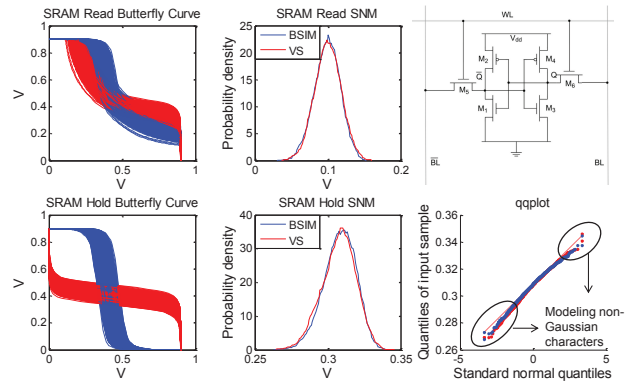 SRAM Read Butterfly Curve
V
1
0.8
0.6
0.4
0.2
0
0
0.5
1
V
SRAM Read SNM
Probability density
25
20
15
10
5
0
BSIM
VS
0
0.1
0.2
V
WL
Vdd
M2
M4
Q
Q
M5
M6
M1
M3
BL
BL
SRAM Hold Butterfly Curve
V
1
0.8
0.6
0.4
0.2
0
0
0.5
1
V
SRAM Hold SNM
Probability density
40
30
20
10
0
BSIM
VS
0.25
0.3
0.35
V
qqplot
Quantiles of input sample
0.36
0.34
0.32
0.3
0.28
0.26
Modeling non-
Gaussian
characters
-5
0
5
Standard normal quantiles